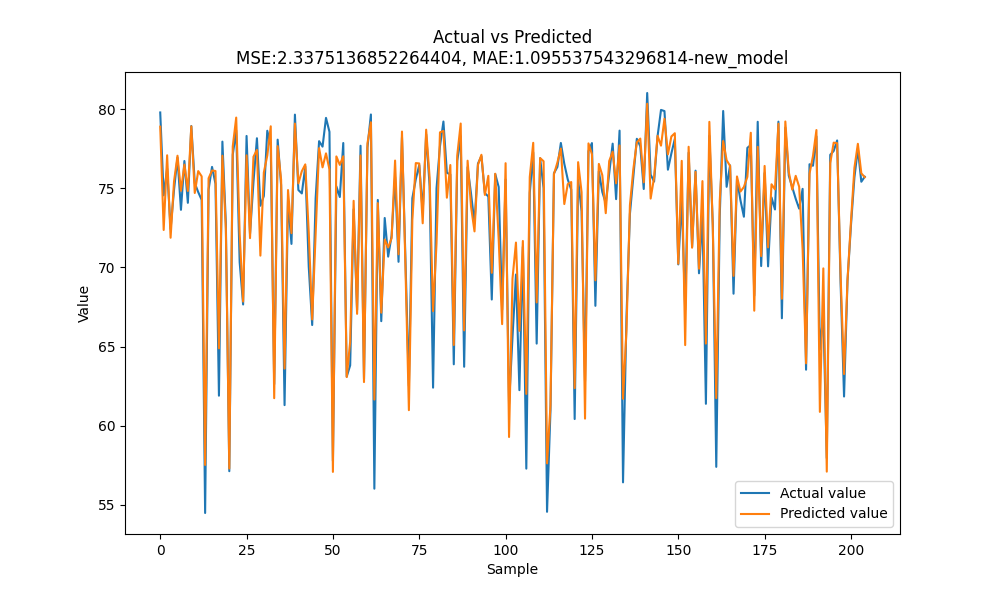 Actual vs Predicted
MSE:2.3375136852264404, MAE:1.095537543296814-new_model
Value
80
75
70
65
60
55
0
25
50
75
100
125
150
175
200
Sample
Actual value
Predicted value